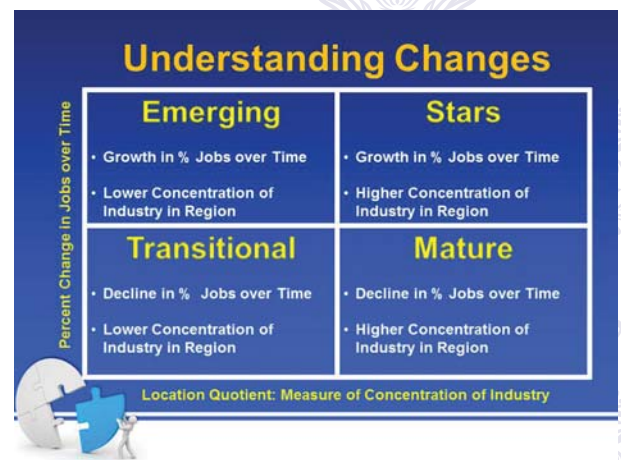 Understanding Changes
Percent Change in Jobs over Time
Emerging
• Growth in % Jobs over Time
• Lower Concentration of
Industry in Region
Stars
• Growth in % Jobs over Time
• Higher Concentration of
Industry in Region
Transitional
• Decline in % Jobs over Time
• Lower Concentration of
Industry in Region
Mature
• Decline in % Jobs over Time
• Higher Concentration of
Industry in Region
Location Quotient: Measure of Concentration of Industry